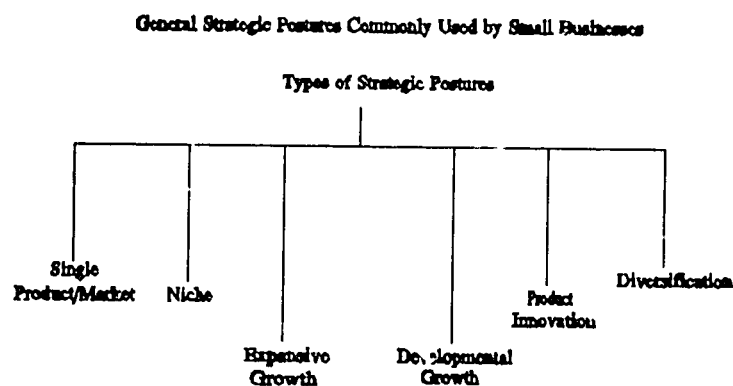 General Strategic Postures Commonly Used by Small Businesses
Types of Strategic Postures
Single
Product/Market
Niche
Expansive
Growth
Developmental
Growth
Product
Innovation
Diversification